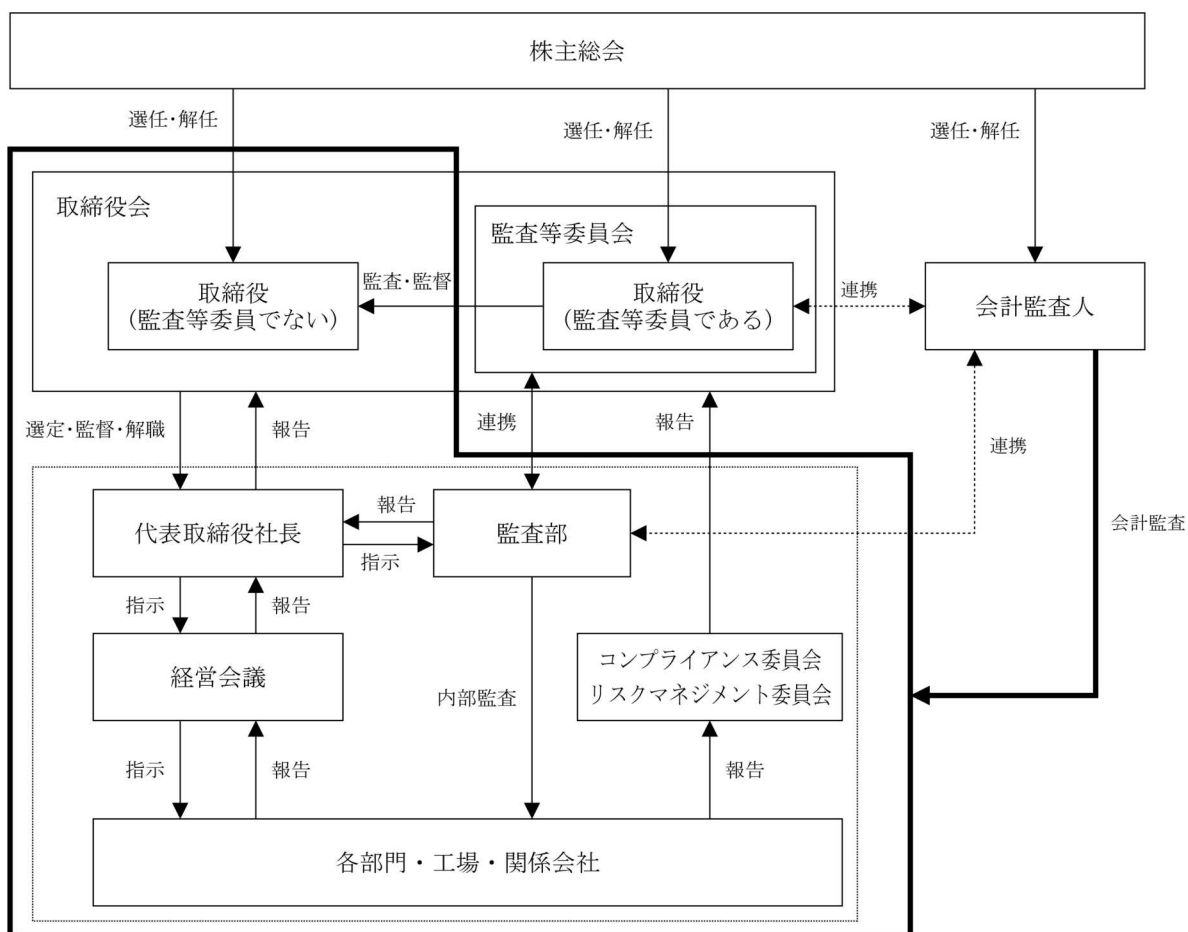 株主総会
選任・解任
選任・解任
選任・解任
取締役会
監査等委員会
取締役
(監査等委員でない)
監査・監督
取締役
(監査等委員である)
連携
会計監査人
選定・監督・解職
報告
連携
報告
連携
代表取締役社長
報告
指示
監査部
会計監査
指示
報告
経営会議
内部監査
コンプライアンス委員会
リスクマネジメント委員会
指示
報告
報告
各部門・工場・関係会社